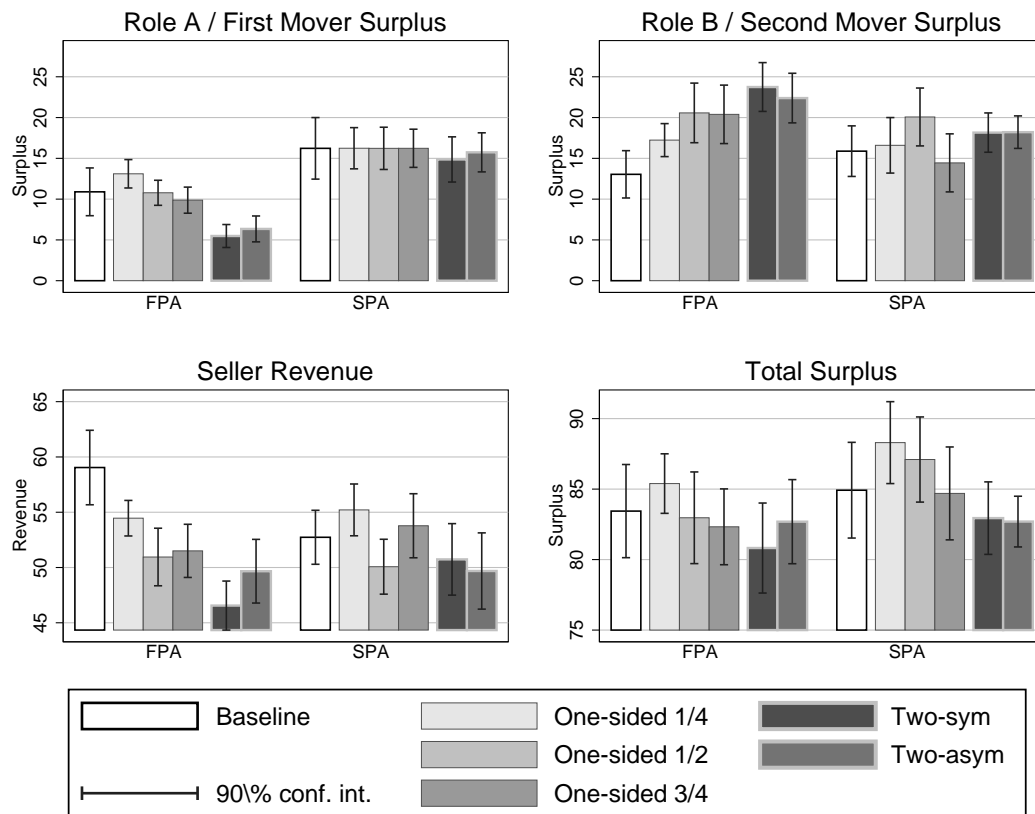 Role A / First Mover Surplus
Surplus
25
20
15
10
5
0
FPA
SPA
Role B / Second Mover Surplus
Surplus
25
20
15
10
5
0
FPA
SPA
Seller Revenue
Revenue
65
60
55
50
45
FPA
SPA
Total Surplus
Surplus
90
85
80
75
FPA
SPA
Baseline
One-sided 1/4
Two-sym
One-sided 1/2
Two-asym
90\% conf. int.
One-sided 3/4